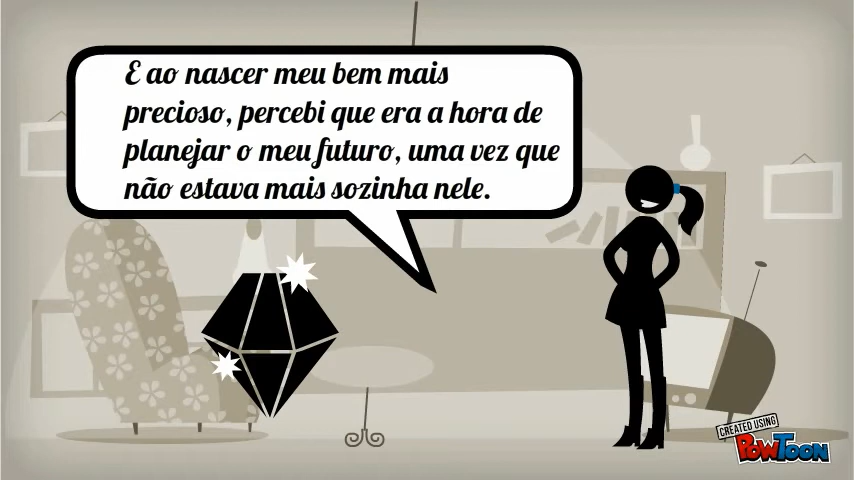 E ao nascer meu bem mais
precioso, percebi que era a hora de
planejar o meu futuro, uma vez que
não estava mais sozinha nele.
CREATED USING
POWTOON